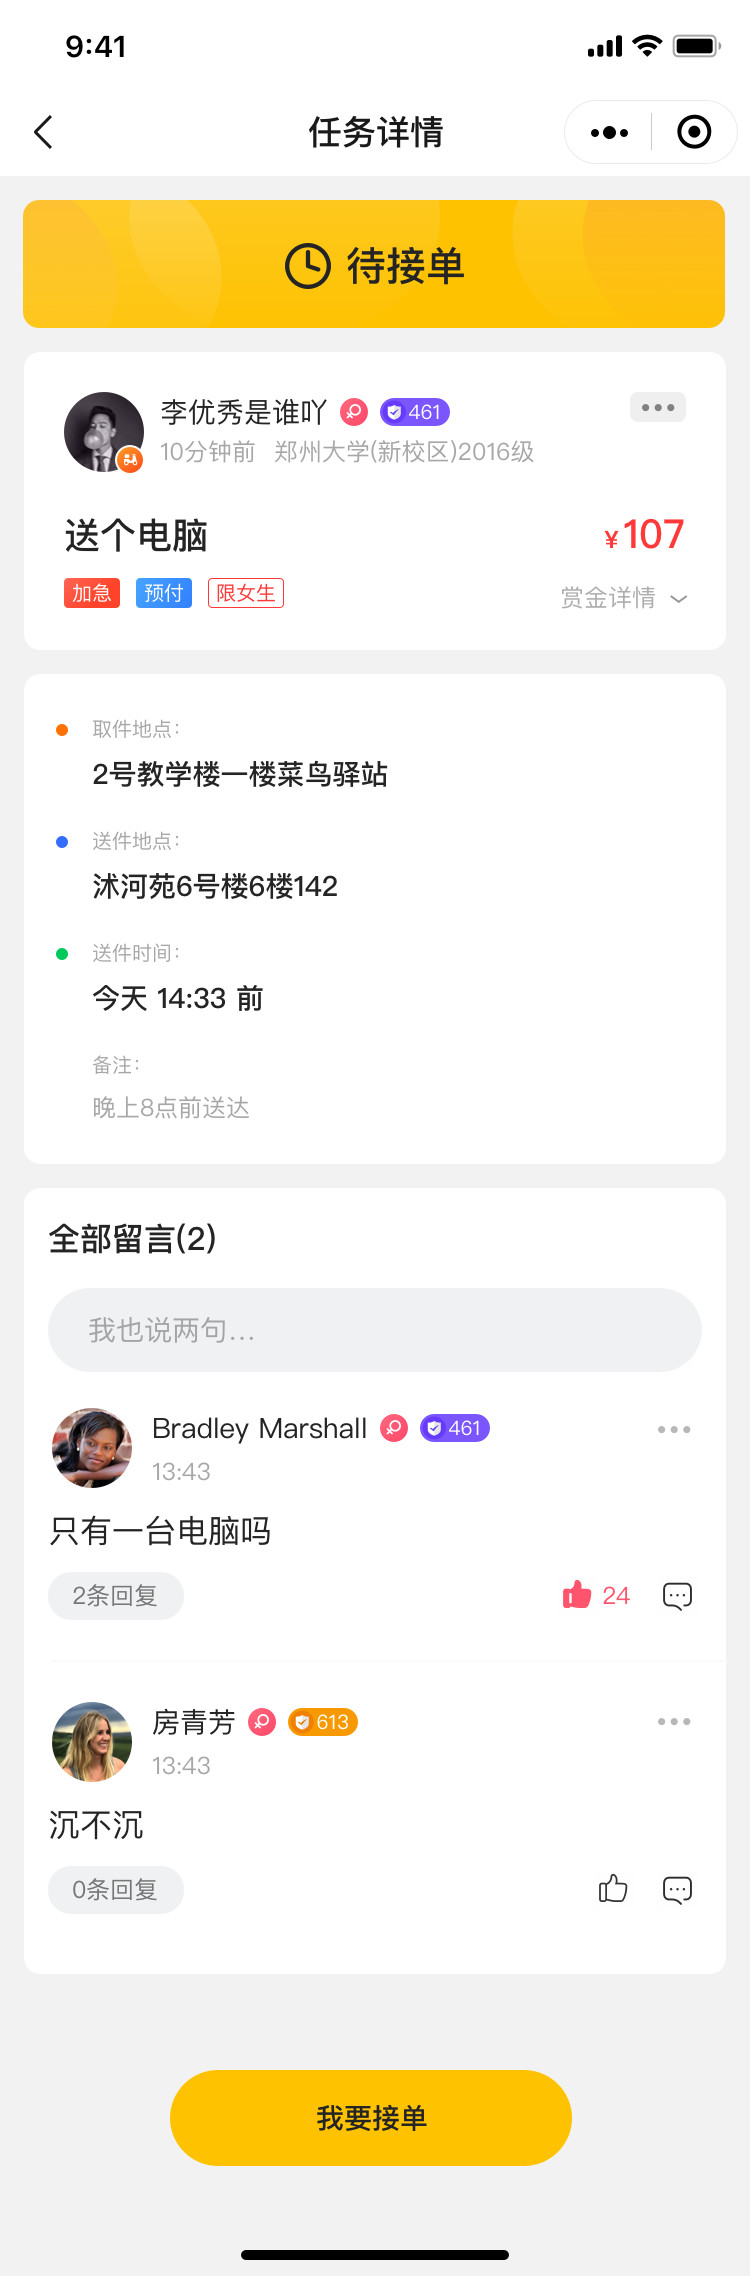 9:41
任务详情
待接单
李优秀是谁吖 461
10分钟前 郑州大学(新校区)2016级
送个电脑
¥107
加急 预付 限女生
赏金详情
取件地点：
2号教学楼一楼菜鸟驿站
送件地点：
沭河苑6号楼6楼142
送件时间：
今天 14:33 前
备注：
晚上8点前送达
全部留言(2)
我也说两句...
Bradley Marshall 461
13:43
只有一台电脑吗
2条回复
24
房青芳 613
13:43
沉不沉
0条回复
我要接单